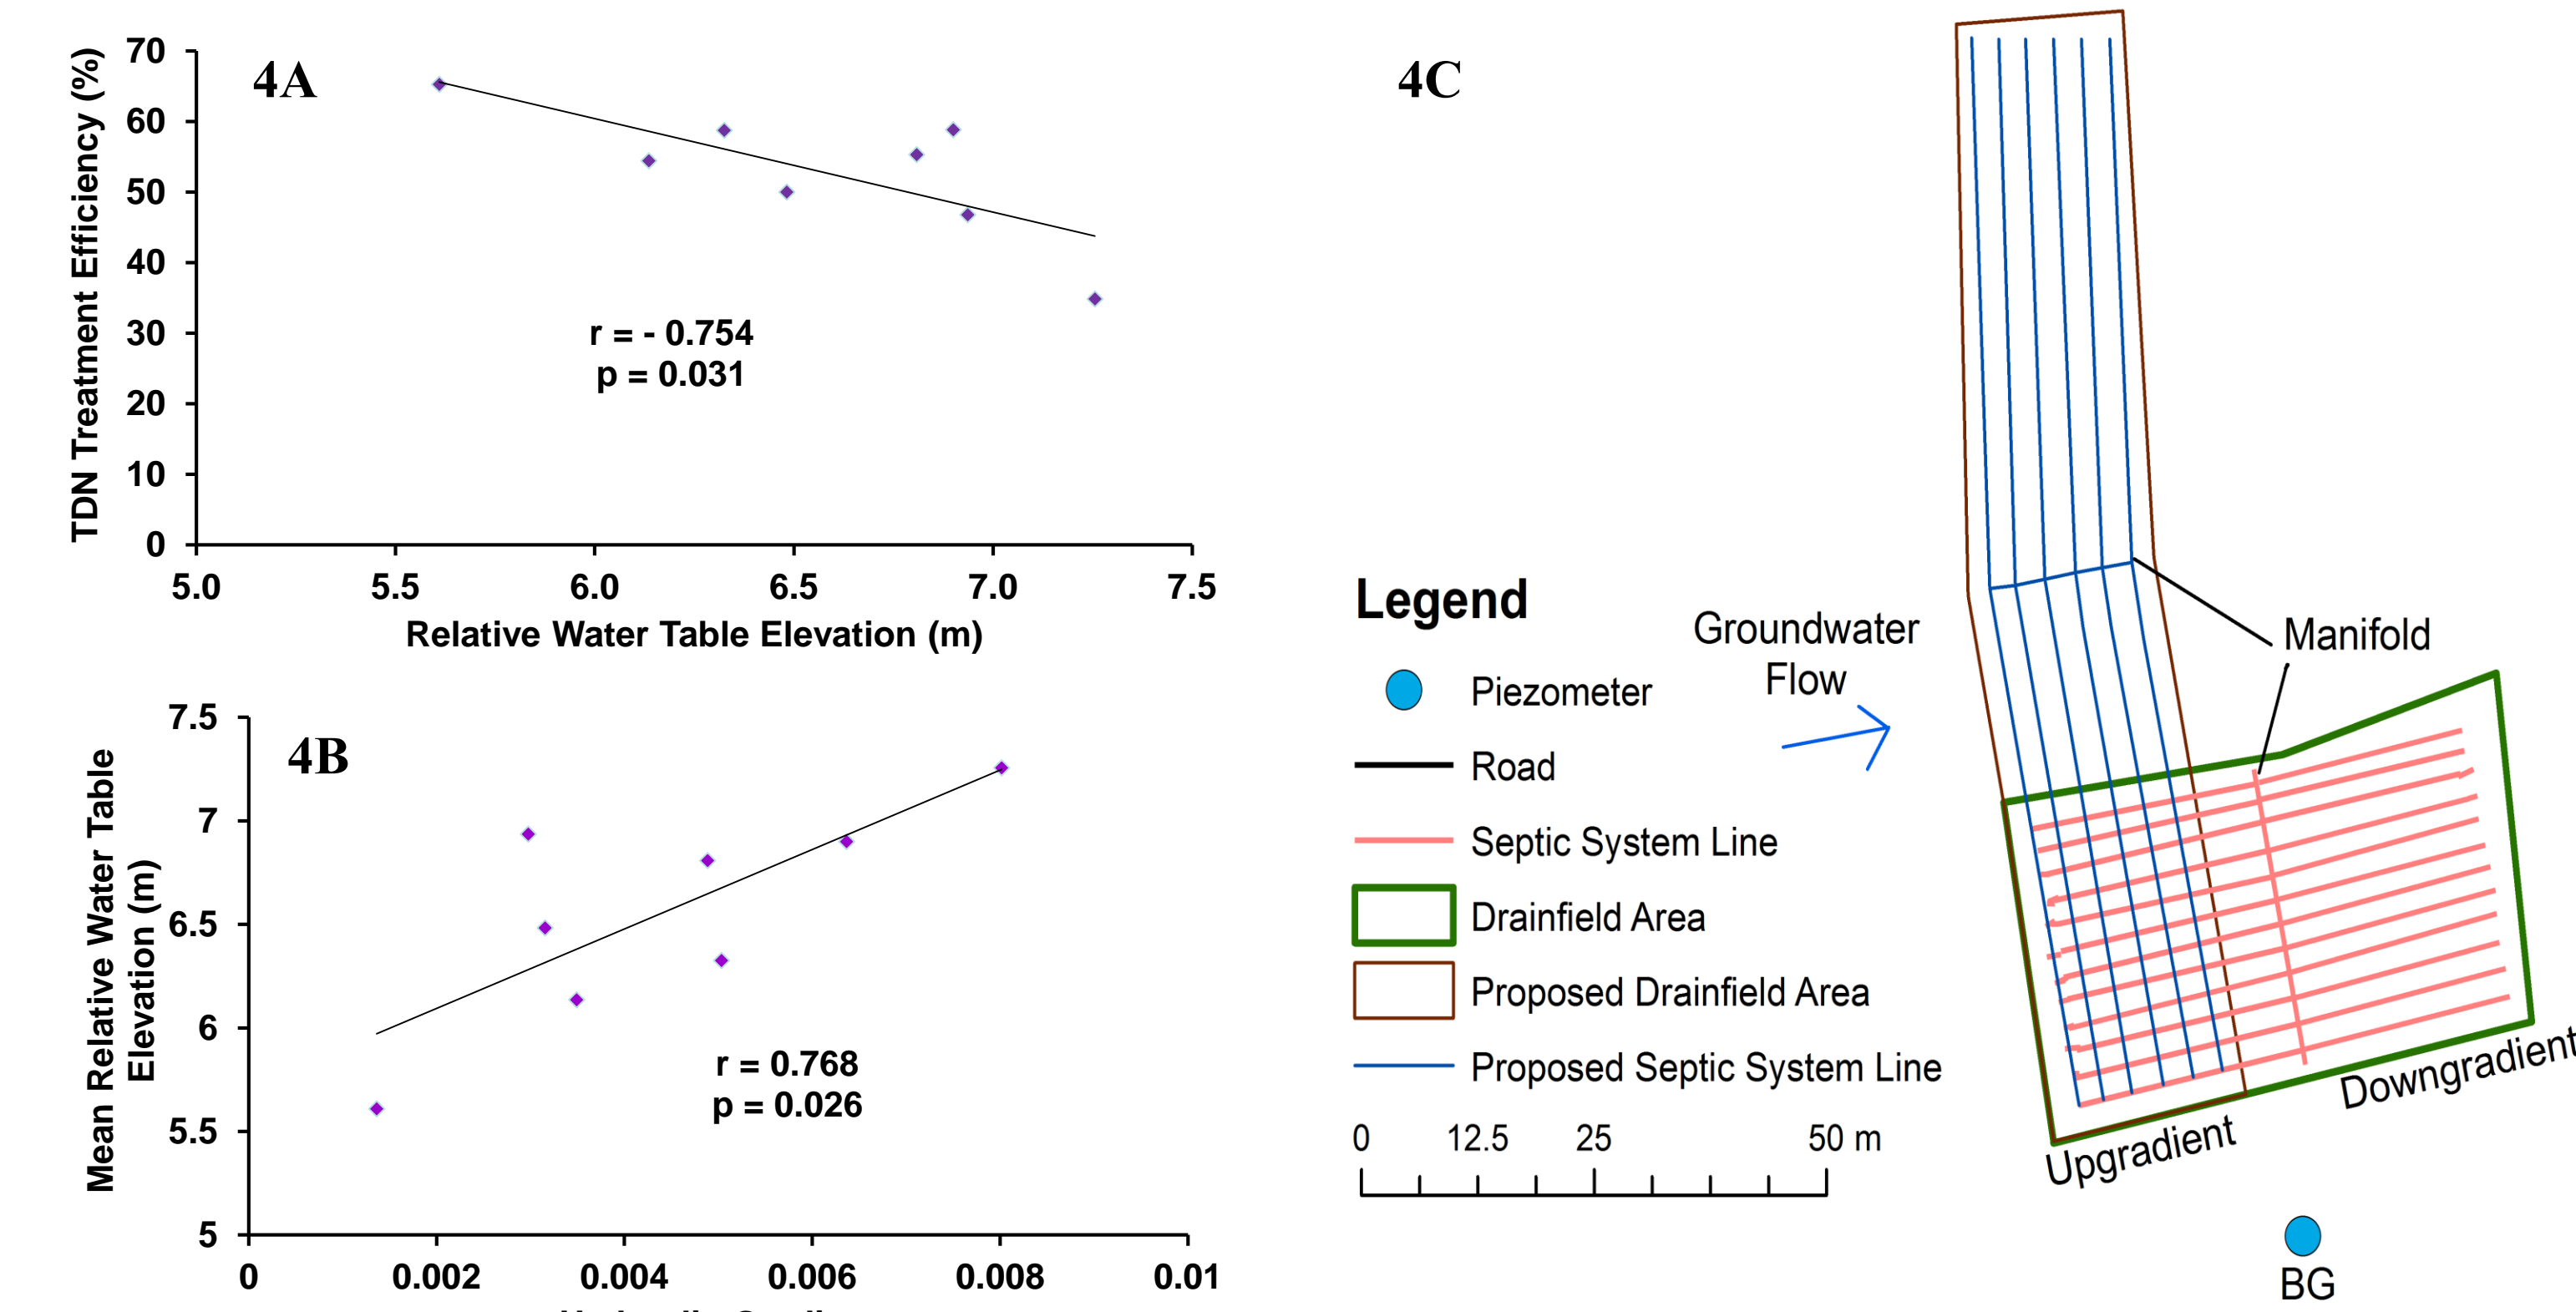 4A
TDN Treatment Efficiency (%)
70
60
50
40
30
20
10
0
r = - 0.754
p = 0.031
5.0 5.5 6.0 6.5 7.0 7.5
Relative Water Table Elevation (m)
4B
Mean Relative Water Table
Elevation (m)
7.5
7
6.5
6
5.5
5
r = 0.768
p = 0.026
0 0.002 0.004 0.006 0.008 0.01
4C
Legend
Piezometer
Road
Septic System Line
Drainfield Area
Proposed Drainfield Area
Proposed Septic System Line
0 12.5 25 50 m
Groundwater
Flow
Manifold
Downgradient
Upgradient
BG